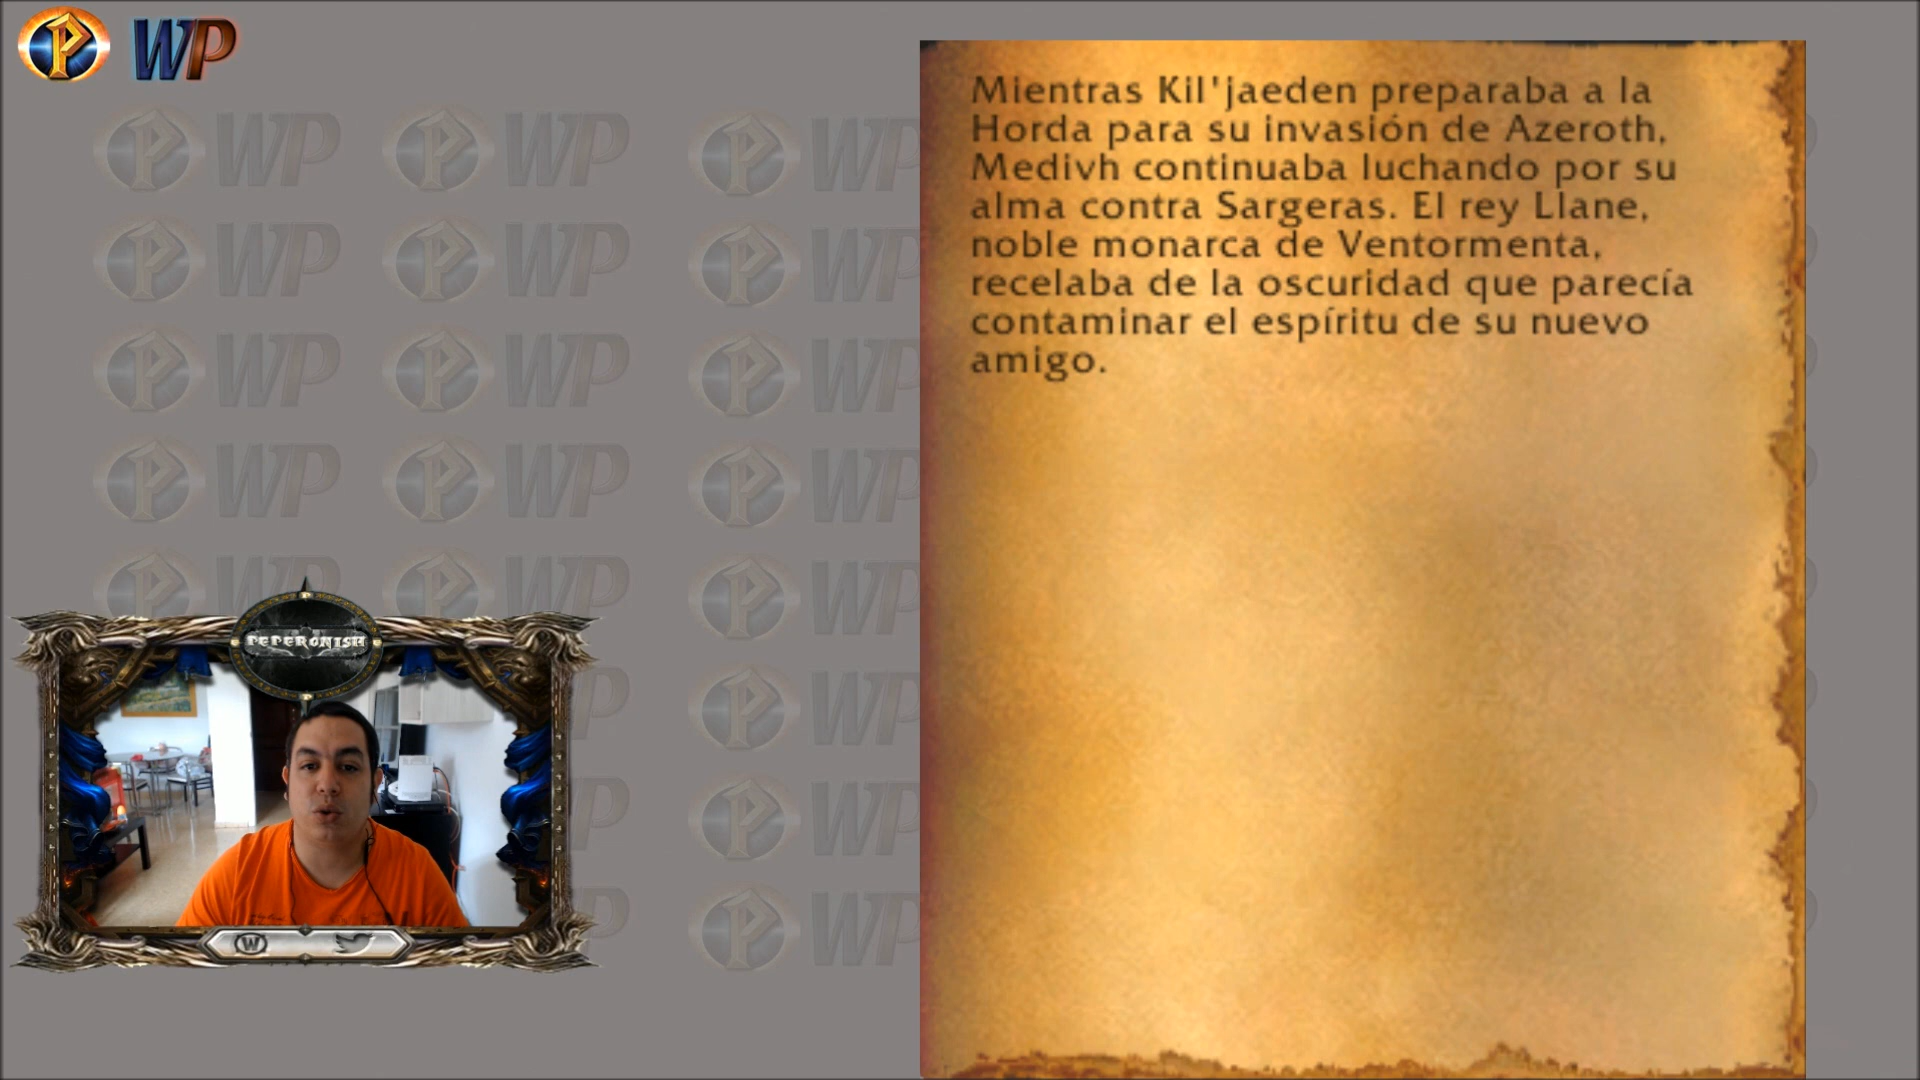 WP
Mientras Kil'jaeden preparaba a la
Horda para su invasión de Azeroth,
Medivh continuaba luchando por su
alma contra Sargeras. El rey Llane,
noble monarca de Ventormenta,
recelaba de la oscuridad que parecía
contaminar el espíritu de su nuevo
amigo.
PEPERONISH